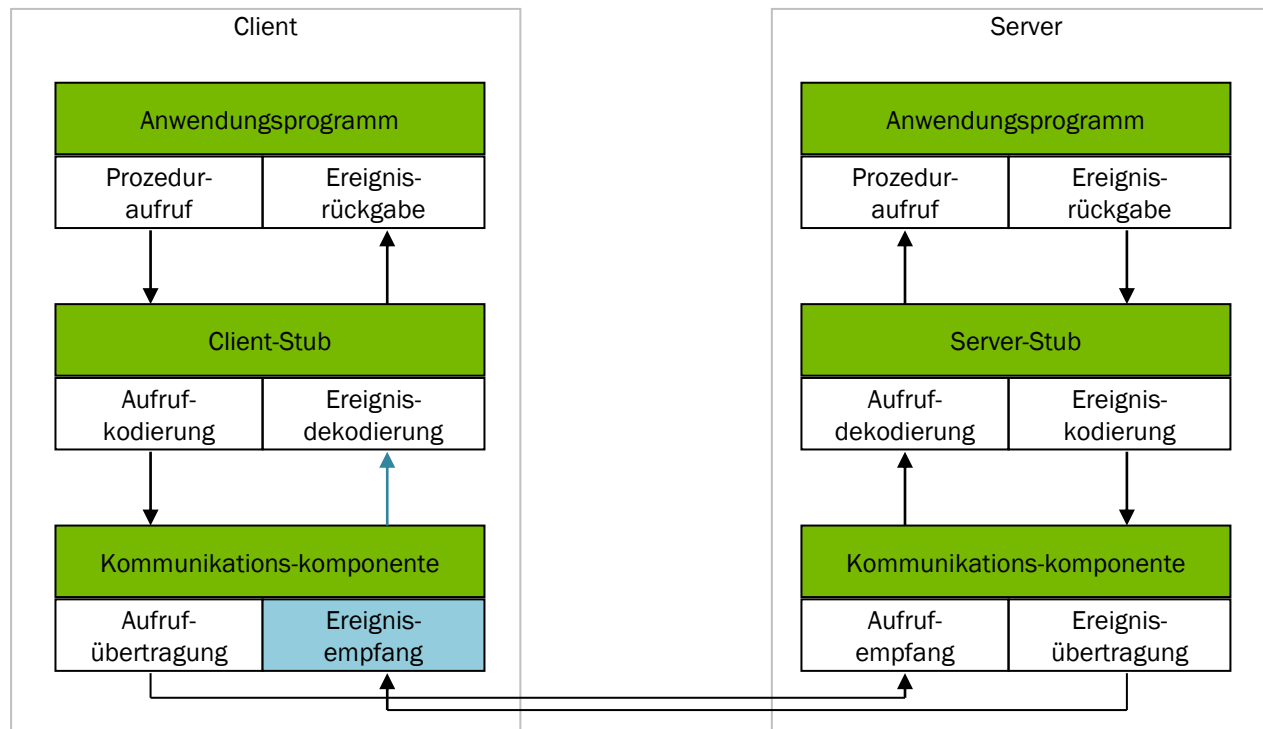 Client
Server
Anwendungsprogramm
Anwendungsprogramm
Prozedur-
aufruf
Ereignis-
rückgabe
Prozedur-
aufruf
Ereignis-
rückgabe
Client-Stub
Server-Stub
Aufruf-
kodierung
Ereignis-
dekodierung
Aufruf-
dekodierung
Ereignis-
kodierung
Kommunikations-komponente
Kommunikations-komponente
Aufruf-
übertragung
Ereignis-
empfang
Aufruf-
empfang
Ereignis-
übertragung